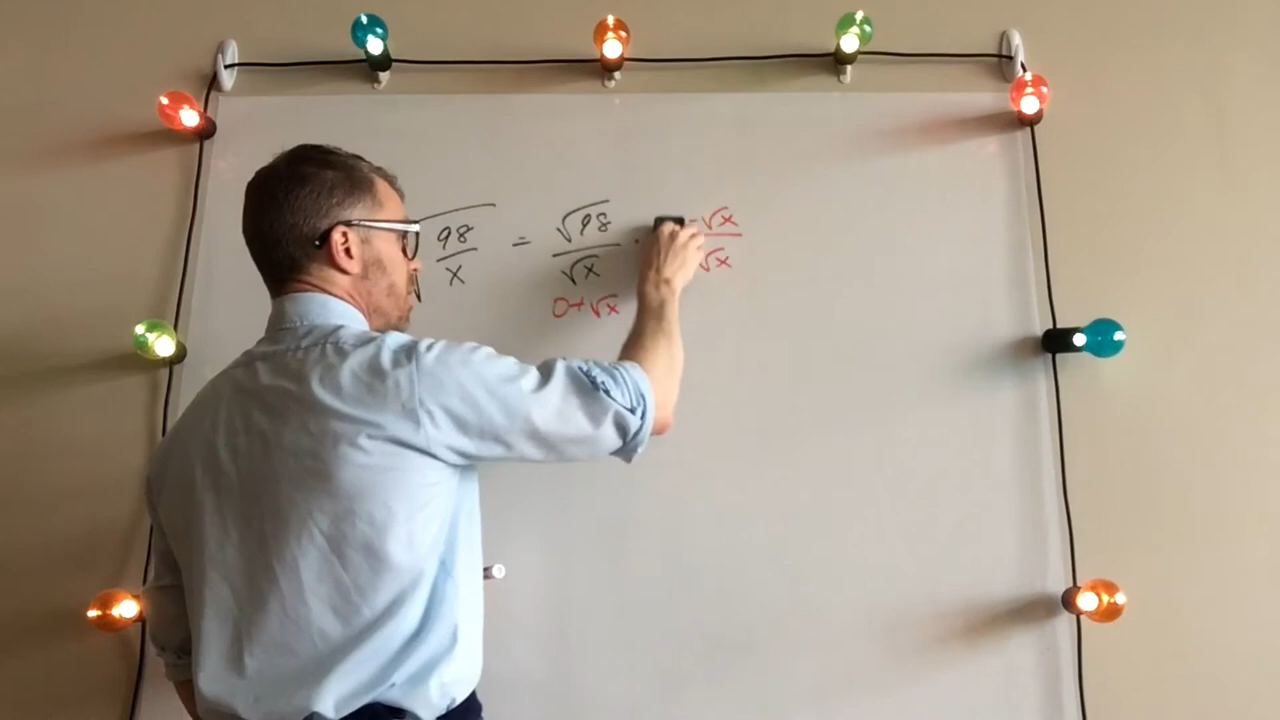 √98/x = √98/√x · -√x/√x
0+√x